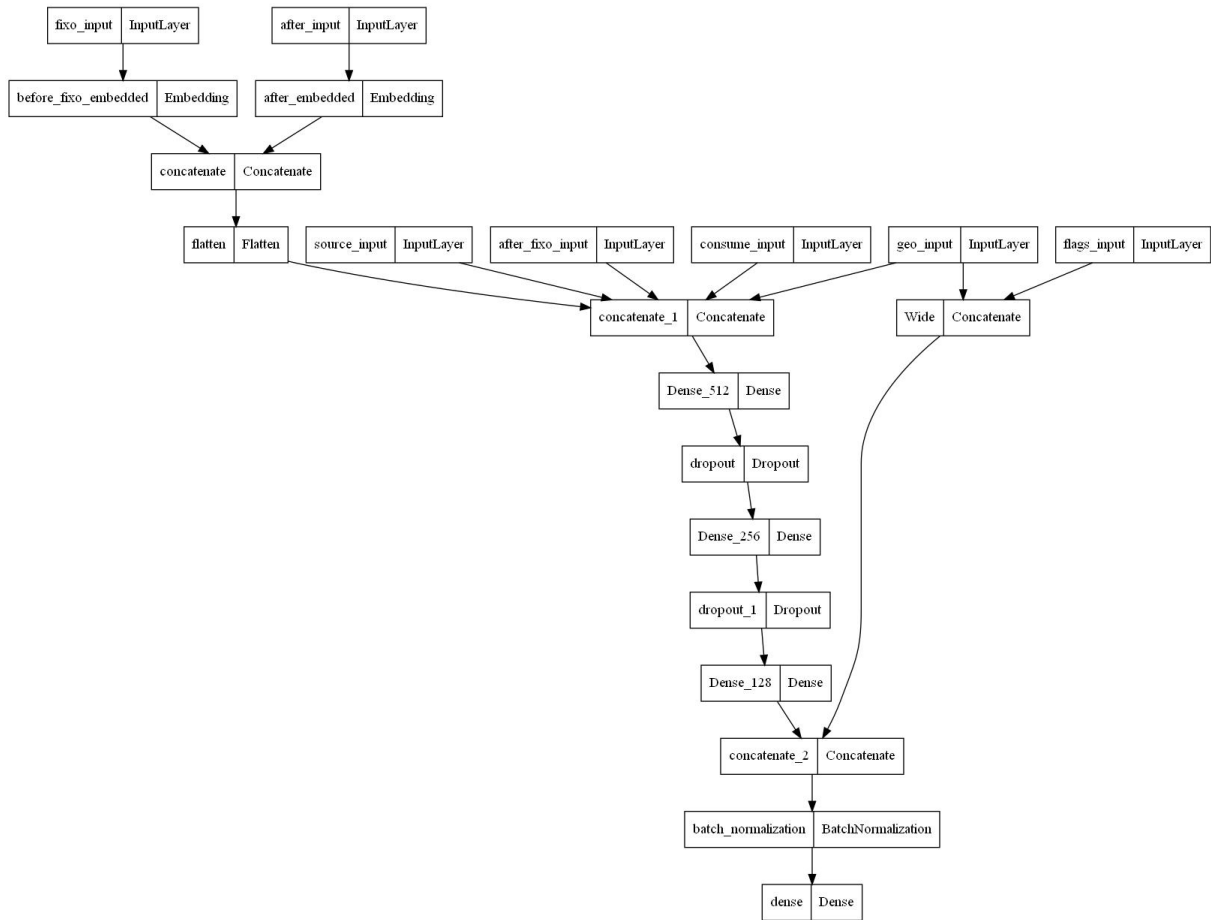 fixo_input InputLayer
after_input InputLayer
before_fixo_embedded Embedding
after_embedded Embedding
concatenate Concatenate
flatten Flatten
source_input InputLayer
after_fixo_input InputLayer
consume_input InputLayer
geo_input InputLayer
flags_input InputLayer
concatenate_1 Concatenate
Wide Concatenate
Dense_512 Dense
dropout Dropout
Dense_256 Dense
dropout_1 Dropout
Dense_128 Dense
concatenate_2 Concatenate
batch_normalization BatchNormalization
dense Dense